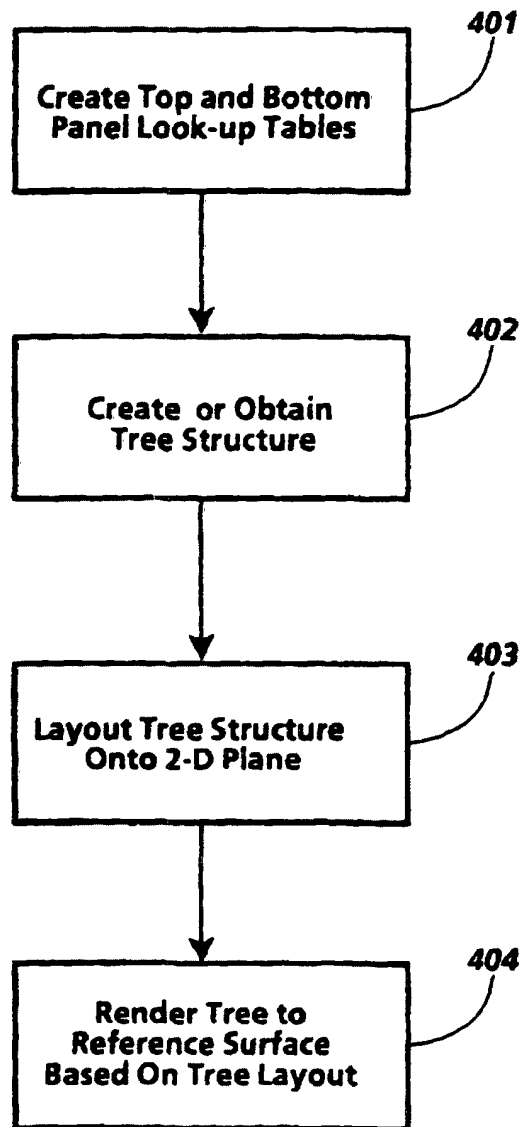 401
Create Top and Bottom
Panel Look-up Tables
402
Create or Obtain
Tree Structure
403
Layout Tree Structure
Onto 2-D Plane
404
Render Tree to
Reference Surface
Based On Tree Layout